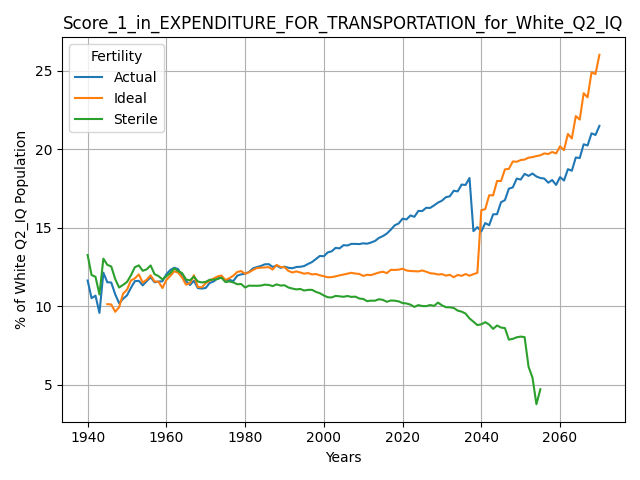 Score_1_in_EXPENDITURE_FOR_TRANSPORTATION_for_White_Q2_IQ
Fertility
Actual
Ideal
Sterile
% of White Q2_IQ Population
25
20
15
10
5
1940 1960 1980 2000 2020 2040 2060
Years